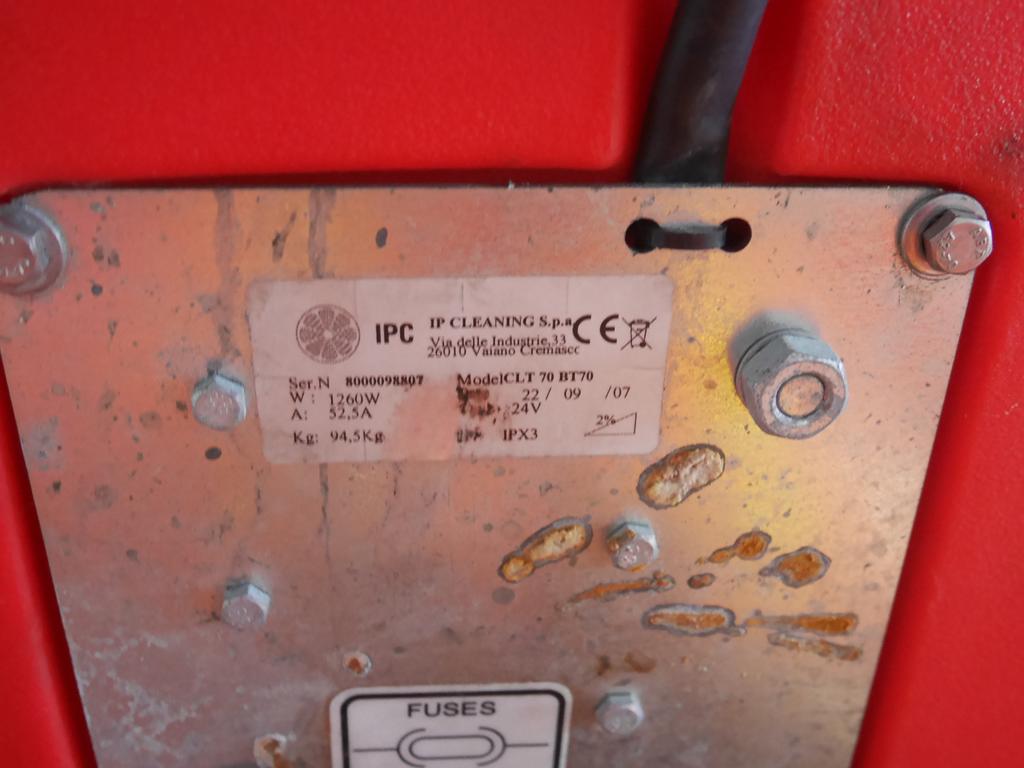 IPC
IP CLEANING S.p.a CE
Via delle Industrie,33
26010 Vaiano Cremasco
Ser.N 8000098807 ModelCLT 70 BT70
W: 1260W 22/ 09 /07
A: 52,5A 24V
2%
Kg: 94,5Kg IPX3
FUSES